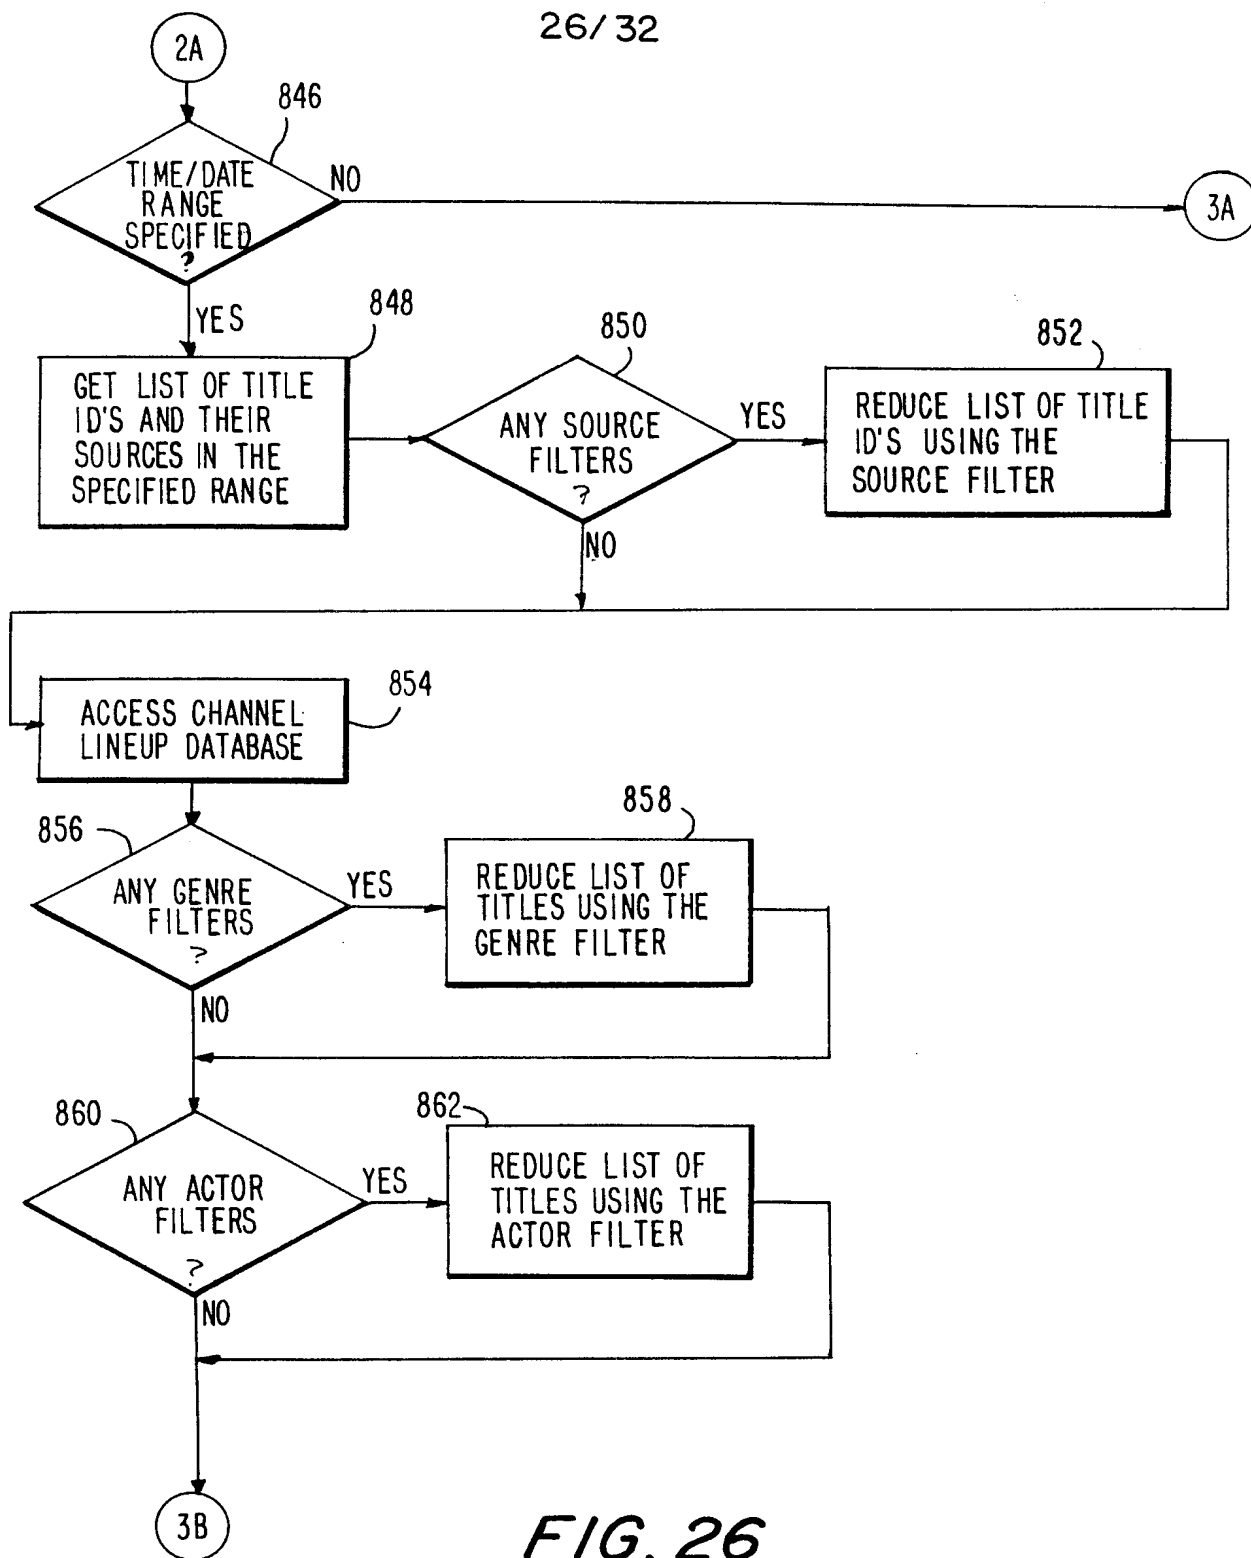 26/32
2A
846
TIME/DATE
RANGE
SPECIFIED
?
NO
3A
YES
848
GET LIST OF TITLE
ID'S AND THEIR
SOURCES IN THE
SPECIFIED RANGE
850
ANY SOURCE
FILTERS
?
YES
NO
852
REDUCE LIST OF TITLE
ID'S USING THE
SOURCE FILTER
854
ACCESS CHANNEL
LINEUP DATABASE
856
ANY GENRE
FILTERS
?
YES
NO
858
REDUCE LIST OF
TITLES USING THE
GENRE FILTER
860
ANY ACTOR
FILTERS
?
YES
NO
862
REDUCE LIST OF
TITLES USING THE
ACTOR FILTER
3B
FIG. 26